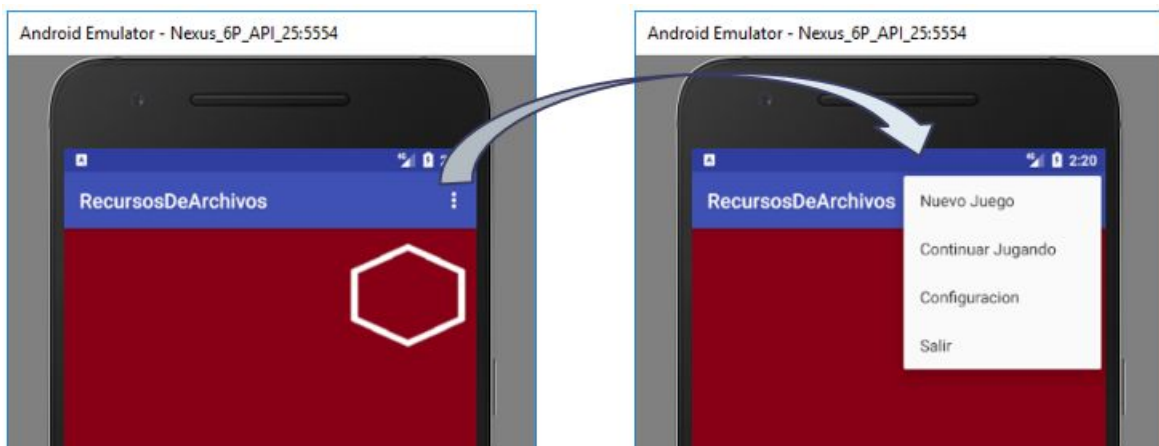 Android Emulator - Nexus_6P_API_25:5554
RecursosDeArchivos
Android Emulator - Nexus_6P_API_25:5554
2:20
RecursosDeArchivos
Nuevo Juego
Continuar Jugando
Configuracion
Salir